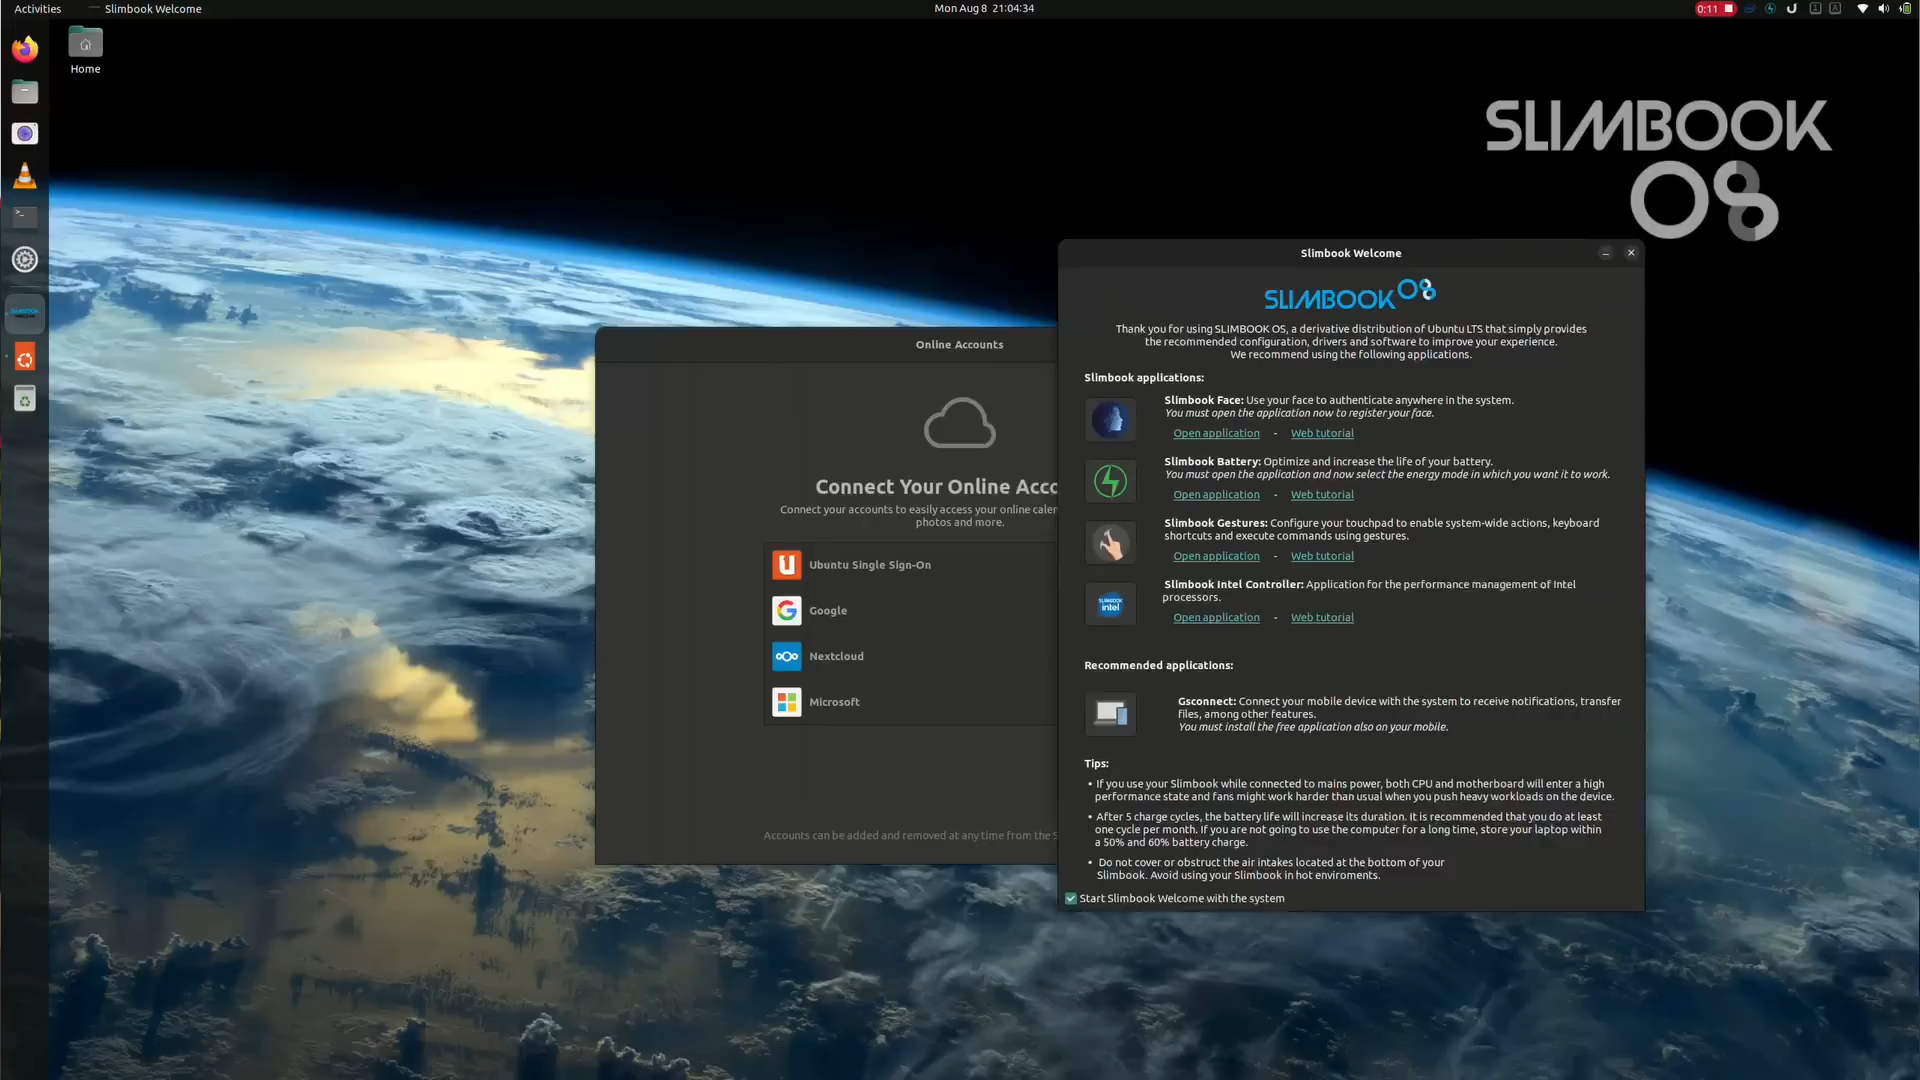 Activities
Slimbook Welcome
Mon Aug 8 21:04:34
0:11
Home
SLIMBOOK
OS
Online Accounts
Connect Your Online Acco
Connect your accounts to easily access your online calen
photos and more.
Ubuntu Single Sign-On
Google
Nextcloud
Microsoft
Accounts can be added and removed at any time from the S
Slimbook Welcome
SLIMBOOK OS
Thank you for using SLIMBOOK OS, a derivative distribution of Ubuntu LTS that simply provides
the recommended configuration, drivers and software to improve your experience.
We recommend using the following applications.
Slimbook applications:
Slimbook Face: Use your face to authenticate anywhere in the system.
You must open the application now to register your face.
Open application - Web tutorial
Slimbook Battery: Optimize and increase the life of your battery.
You must open the application and now select the energy mode in which you want it to work.
Open application - Web tutorial
Slimbook Gestures: Configure your touchpad to enable system-wide actions, keyboard
shortcuts and execute commands using gestures.
Open application - Web tutorial
SLIMBOOK
intel
Slimbook Intel Controller: Application for the performance management of Intel
processors.
Open application - Web tutorial
Recommended applications:
Gsconnect: Connect your mobile device with the system to receive notifications, transfer
files, among other features.
You must install the free application also on your mobile.
Tips:
• If you use your Slimbook while connected to mains power, both CPU and motherboard will enter a high
performance state and fans might work harder than usual when you push heavy workloads on the device.
• After 5 charge cycles, the battery life will increase its duration. It is recommended that you do at least
one cycle per month. If you are not going to use the computer for a long time, store your laptop within
a 50% and 60% battery charge.
• Do not cover or obstruct the air intakes located at the bottom of your
Slimbook. Avoid using your Slimbook in hot enviroments.
Start Slimbook Welcome with the system